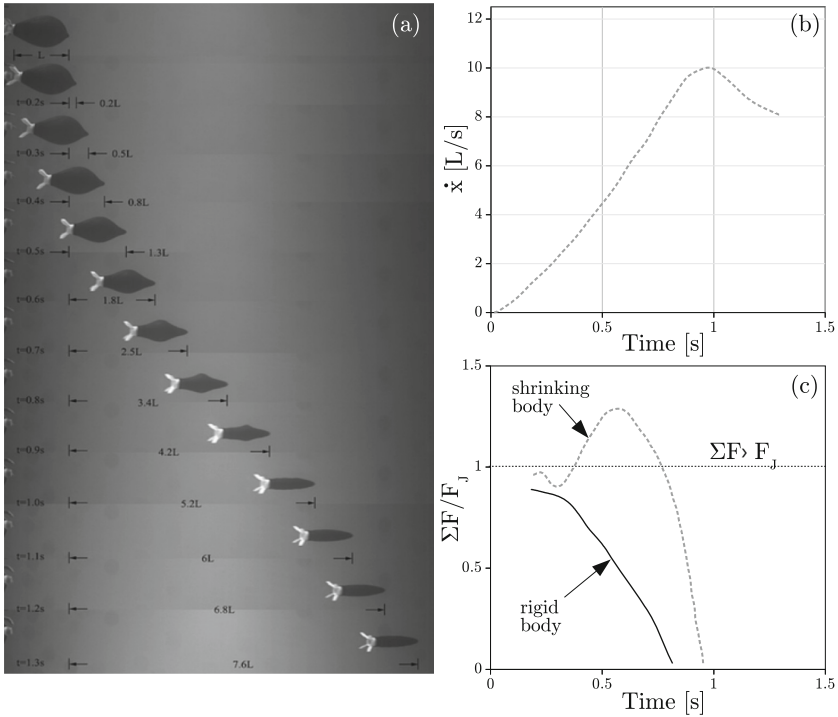 (a)
L
t=0.2s 0.2L
t=0.3s 0.5L
t=0.4s 0.8L
t=0.5s 1.3L
t=0.6s 1.8L
t=0.7s 2.5L
t=0.8s 3.4L
t=0.9s 4.2L
t=1.0s 5.2L
t=1.1s 6L
t=1.2s 6.8L
t=1.3s 7.6L
(b)
12
10
8
6
4
2
0
ẋ [L/s]
0 0.5 1 1.5
Time [s]
(c)
1.5
1
0.5
0
ΣF/F_J
shrinking
body
ΣF› F_J
rigid
body
0 0.5 1 1.5
Time [s]